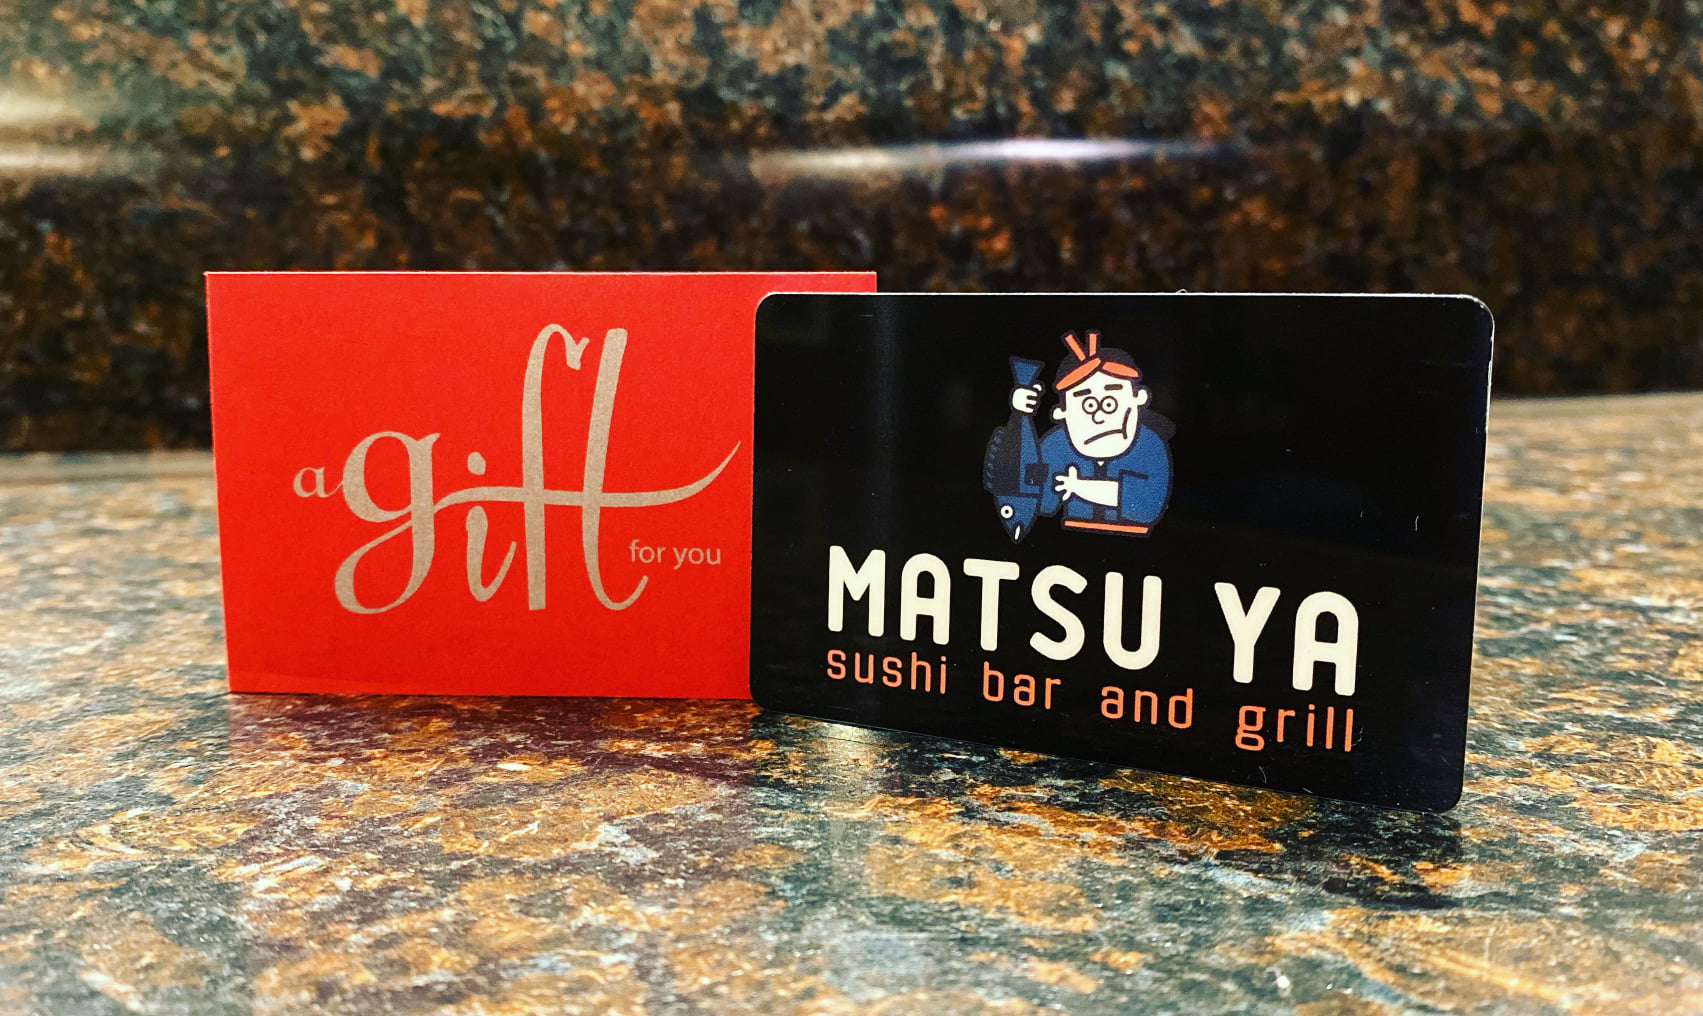 a gift
for you
MATSU YA
sushi bar and grill